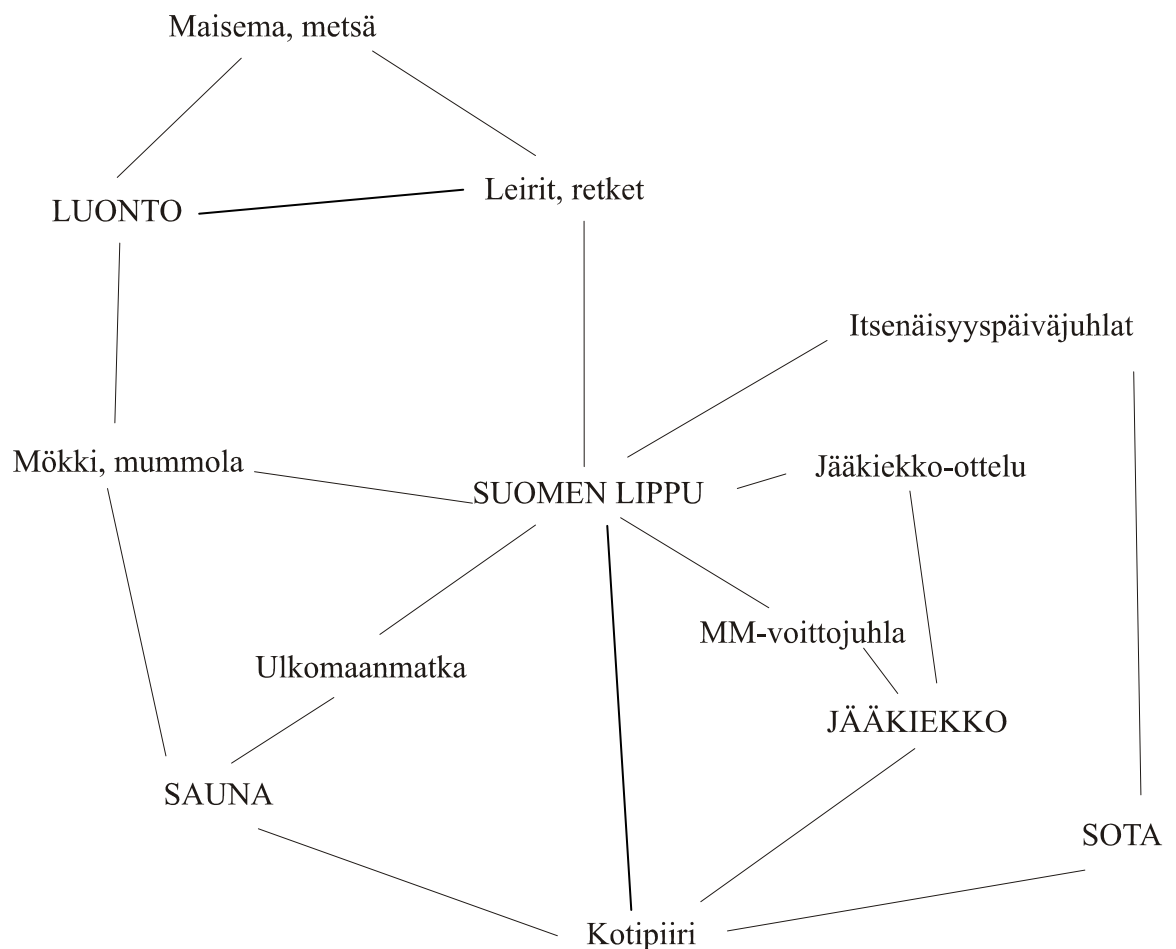 Maisema, metsä
Leirit, retket
LUONTO
Itsenäisyyspäiväjuhlat
Mökki, mummola
Jääkiekko-ottelu
SUOMEN LIPPU
MM-voittojuhla
Ulkomaanmatka
JÄÄKIEKKO
SAUNA
SOTA
Kotipiiri